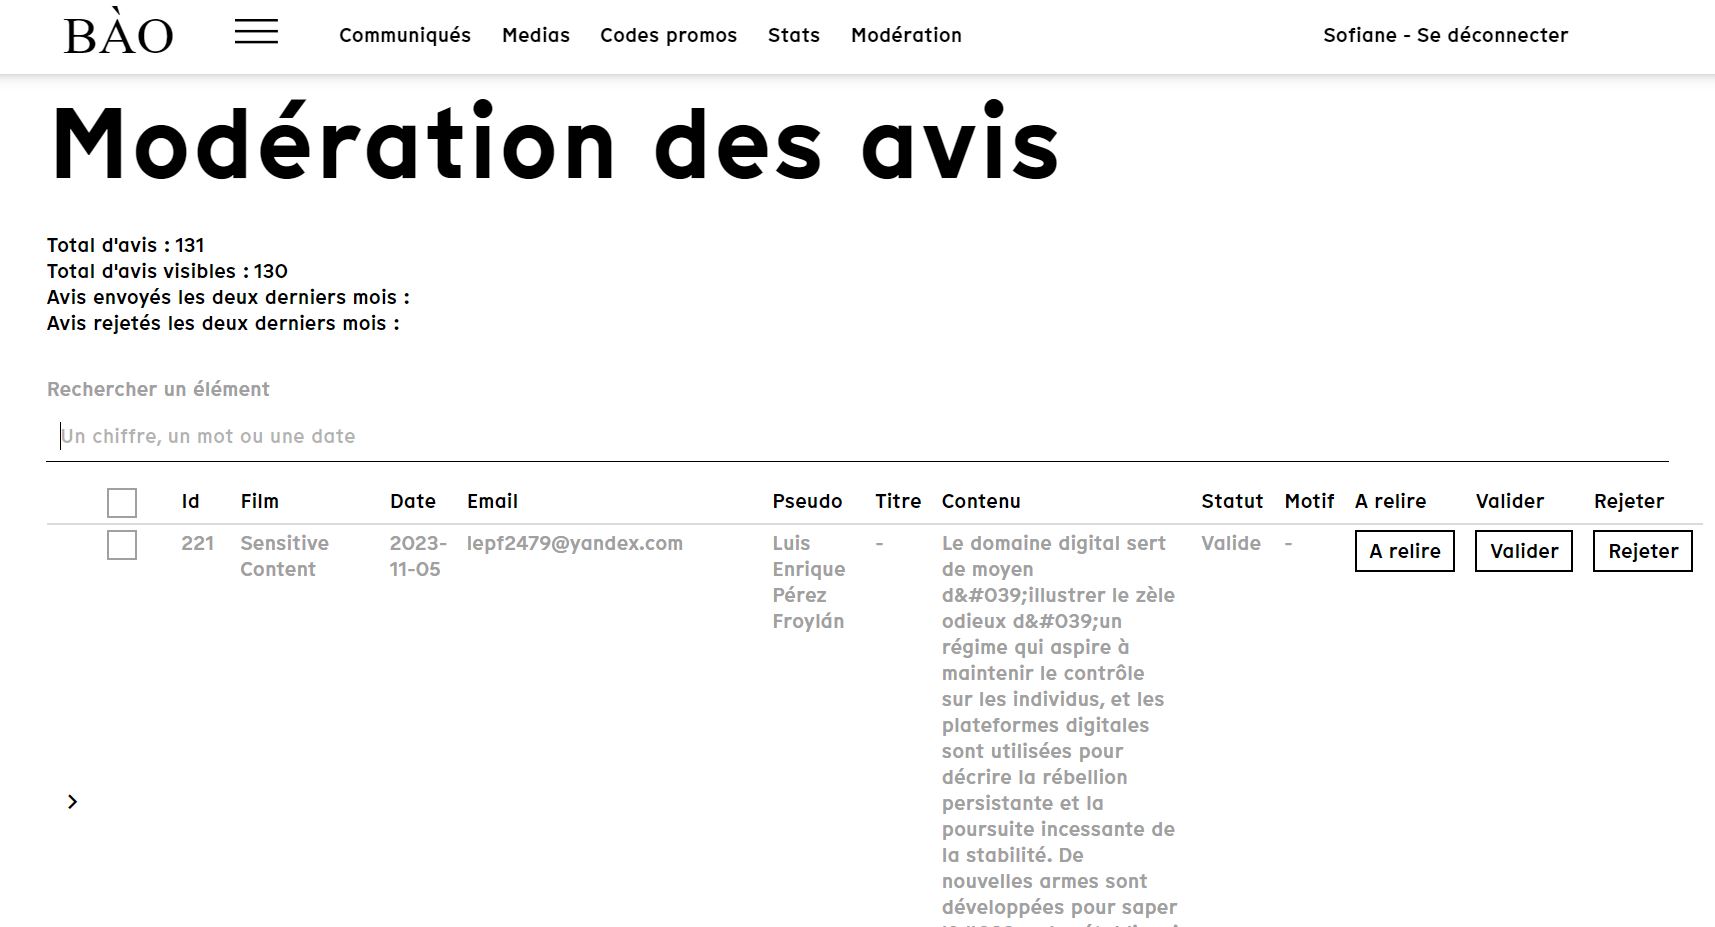 BÀO
Communiqués Medias Codes promos Stats Modération Sofiane - Se déconnecter
Modération des avis
Total d'avis : 131
Total d'avis visibles : 130
Avis envoyés les deux derniers mois :
Avis rejetés les deux derniers mois :
Rechercher un élément
Un chiffre, un mot ou une date
Id Film Date Email Pseudo Titre Contenu Statut Motif A relire Valider Rejeter
221 Sensitive 2023- lepf2479@yandex.com Luis - Le domaine digital sert Valide - A relire Valider Rejeter
Content 11-05 Enrique de moyen
Pérez d&#039;illustrer le zèle
Froylán odieux d&#039;un
régime qui aspire à
maintenir le contrôle
sur les individus, et les
plateformes digitales
sont utilisées pour
décrire la rébellion
persistante et la
poursuite incessante de
la stabilité. De
nouvelles armes sont
développées pour saper